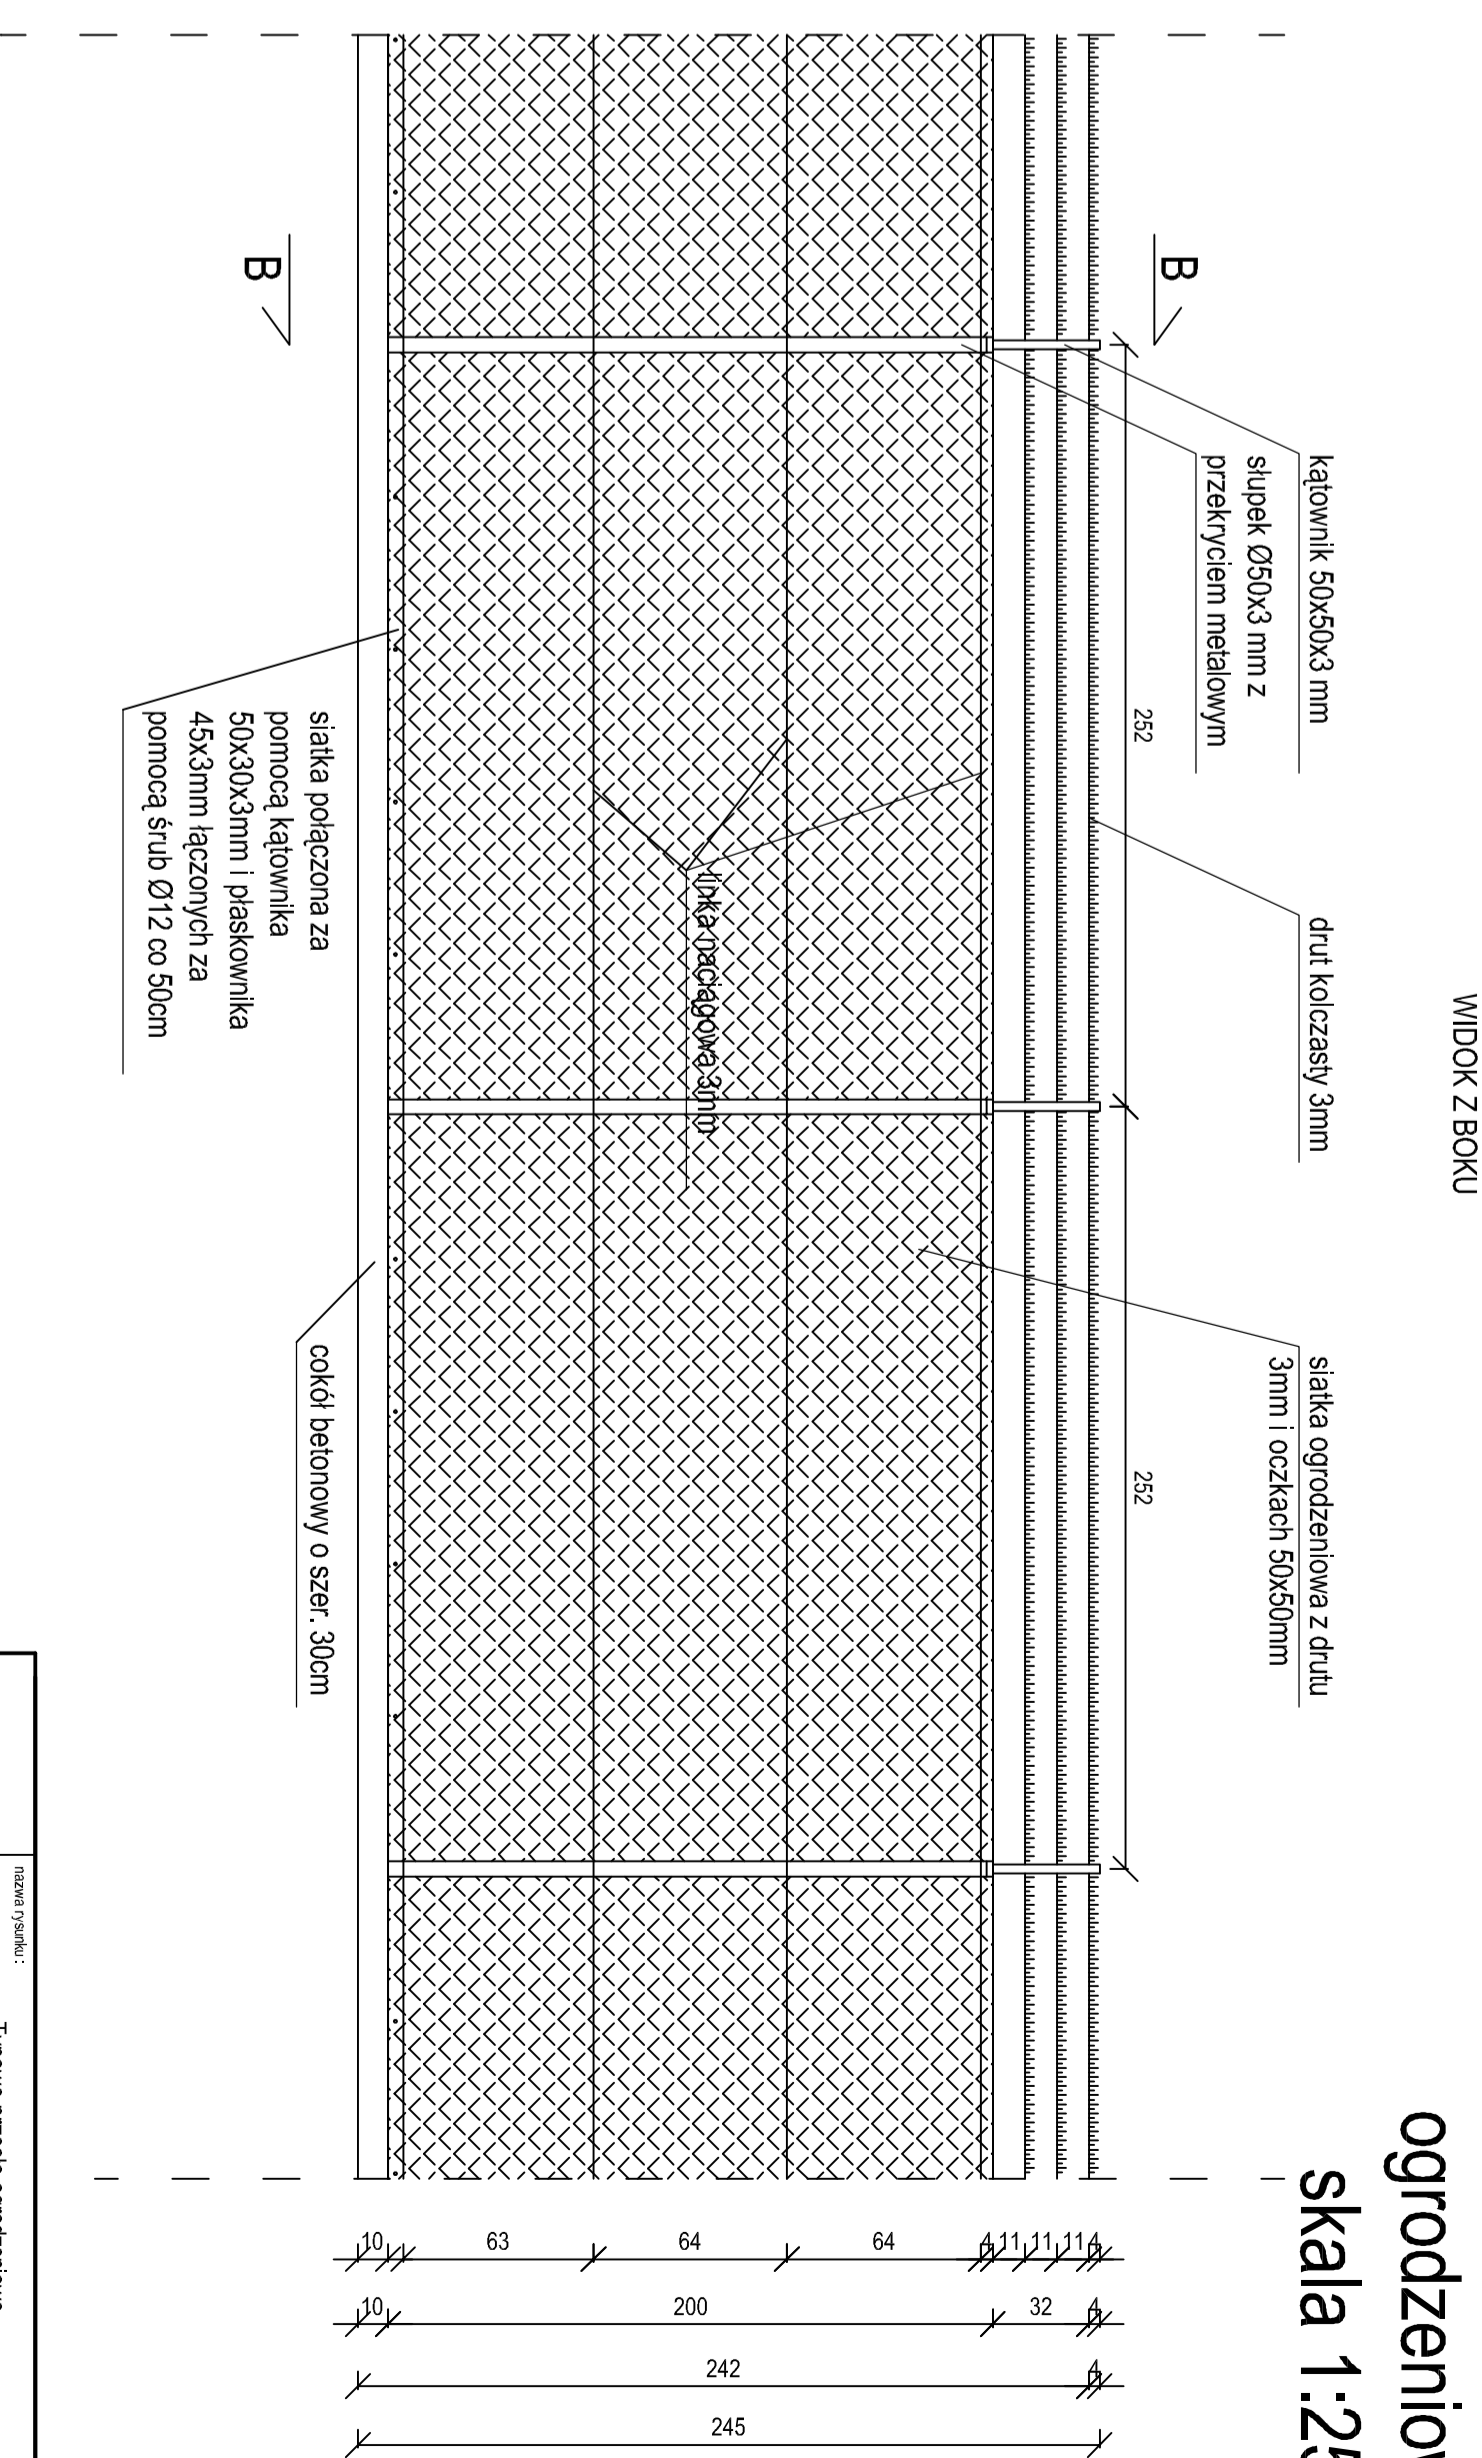 WIDOK Z BOKU
skala 1:25
B
B
kątownik 50x50x3 mm
słupek Ø50x3 mm z
przekryciem metalowym
drut kolczasty 3mm
siatka ogrodzeniowa z drutu
3mm i oczkach 50x50mm
252
252
linka naciągowa 3mm
siatka połączona za
pomocą kątownika
50x30x3mm i płaskownika
45x3mm łączonych za
pomocą śrub Ø12 co 50cm
cokół betonowy o szer. 30cm
10 63 64 64 4 11 11 11 4
10 200 32 4
242 4
245
nazwa rysunku :